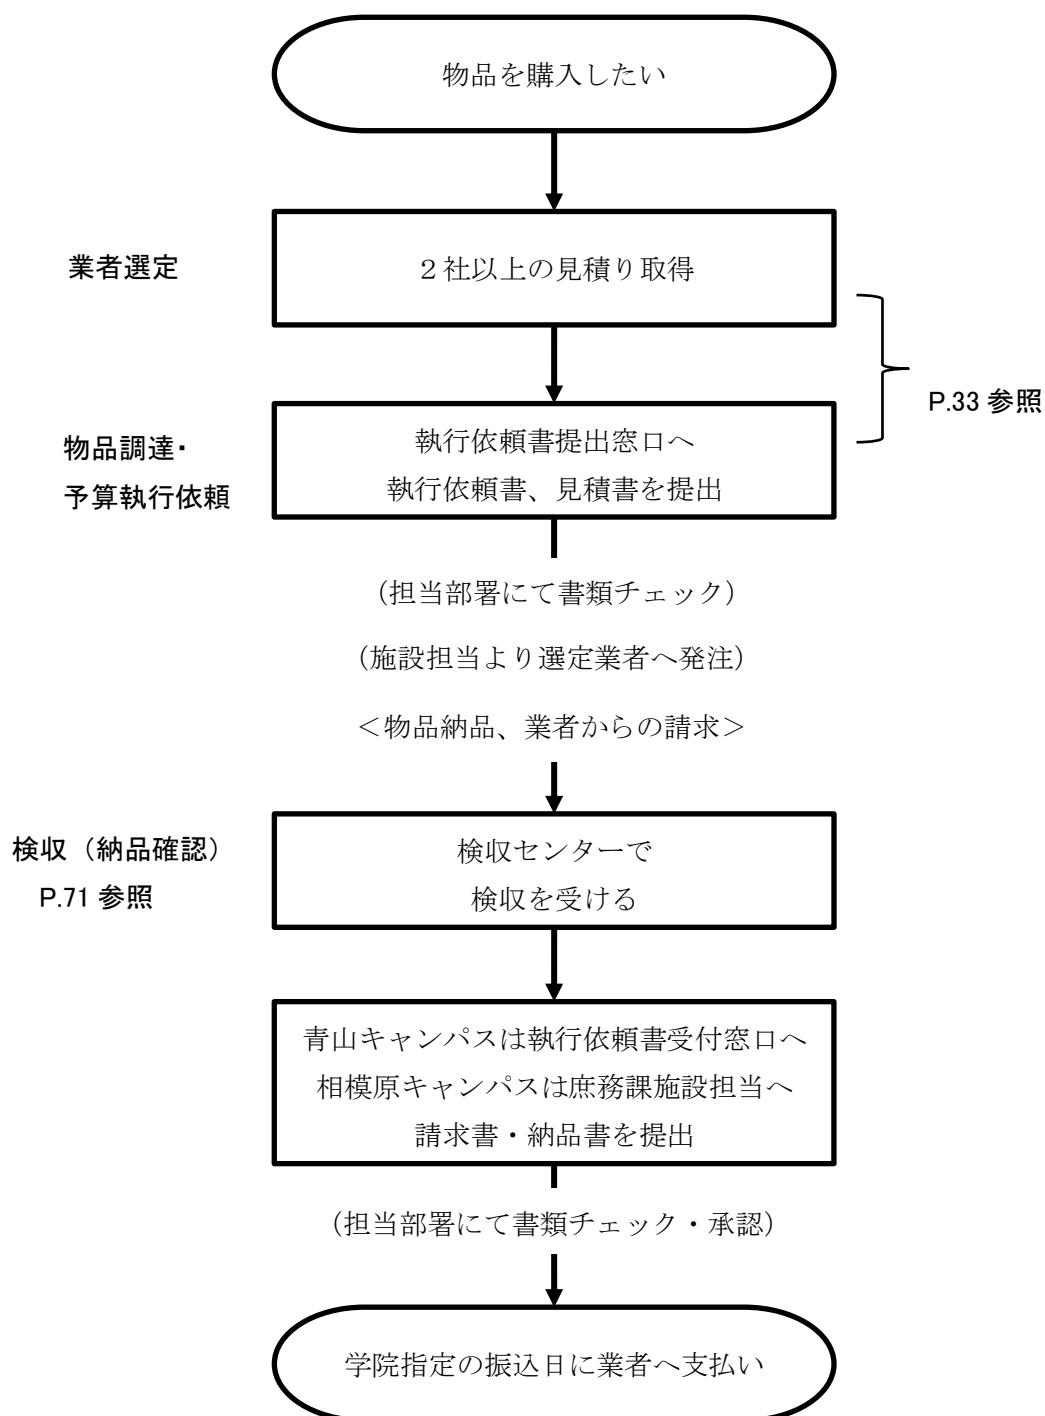 物品を購入したい
業者選定
２社以上の見積り取得
P.33 参照
物品調達・
予算執行依頼
執行依頼書提出窓口へ
執行依頼書、見積書を提出
（担当部署にて書類チェック）
（施設担当より選定業者へ発注）
＜物品納品、業者からの請求＞
検収（納品確認）
P.71 参照
検収センターで
検収を受ける
青山キャンパスは執行依頼書受付窓口へ
相模原キャンパスは庶務課施設担当へ
請求書・納品書を提出
（担当部署にて書類チェック・承認）
学院指定の振込日に業者へ支払い